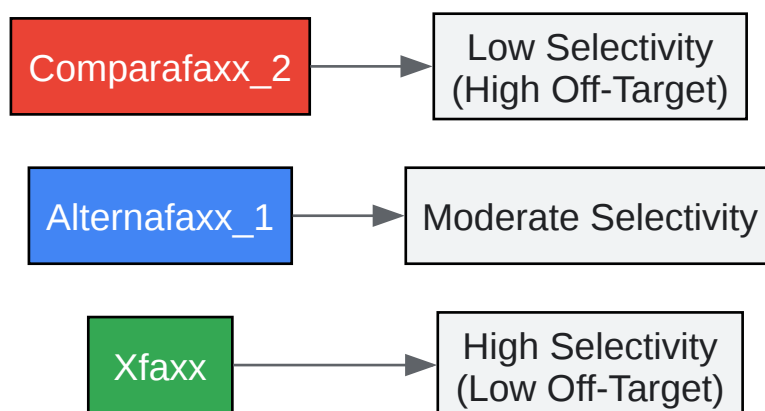 Comparafaxx_2
Low Selectivity
(High Off-Target)
Alternafaxx_1
Moderate Selectivity
Xfaxx
High Selectivity
(Low Off-Target)